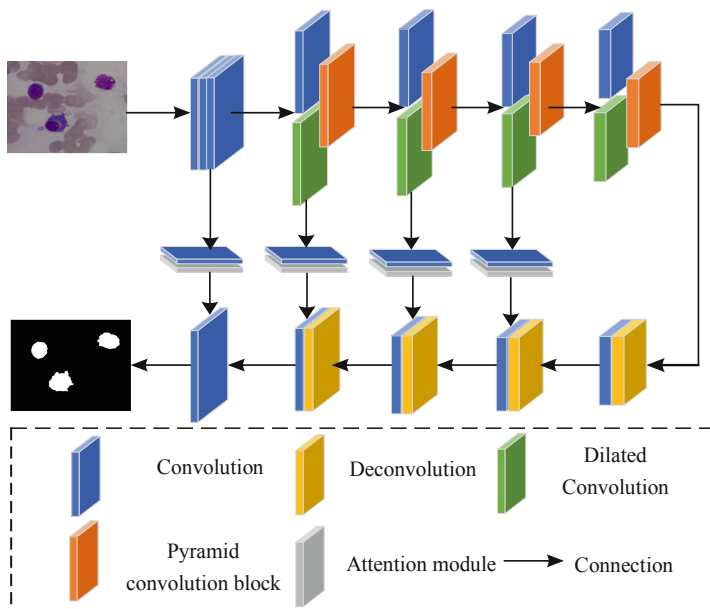 Convolution
Deconvolution
Dilated
Convolution
Pyramid
convolution block
Attention module
Connection